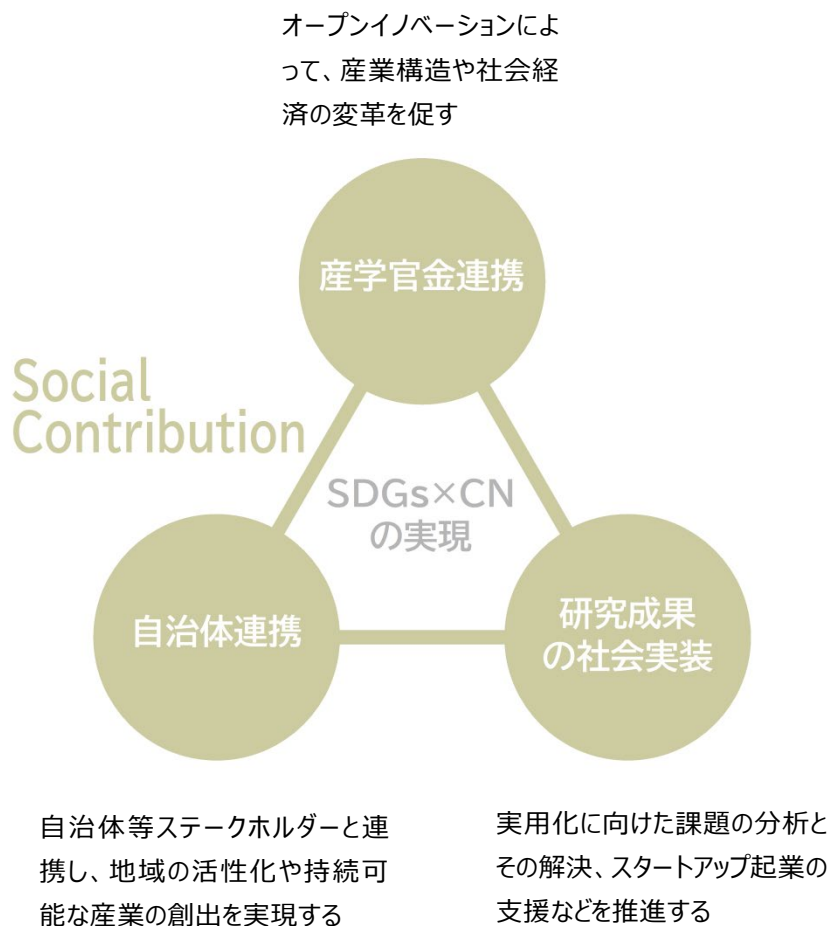 オープンイノベーションによ
って、産業構造や社会経
済の変革を促す
産学官金連携
Social
Contribution
SDGs×CN
の実現
自治体連携
研究成果
の社会実装
自治体等ステークホルダーと連
携し、地域の活性化や持続可
能な産業の創出を実現する
実用化に向けた課題の分析と
その解決、スタートアップ起業の
支援などを推進する